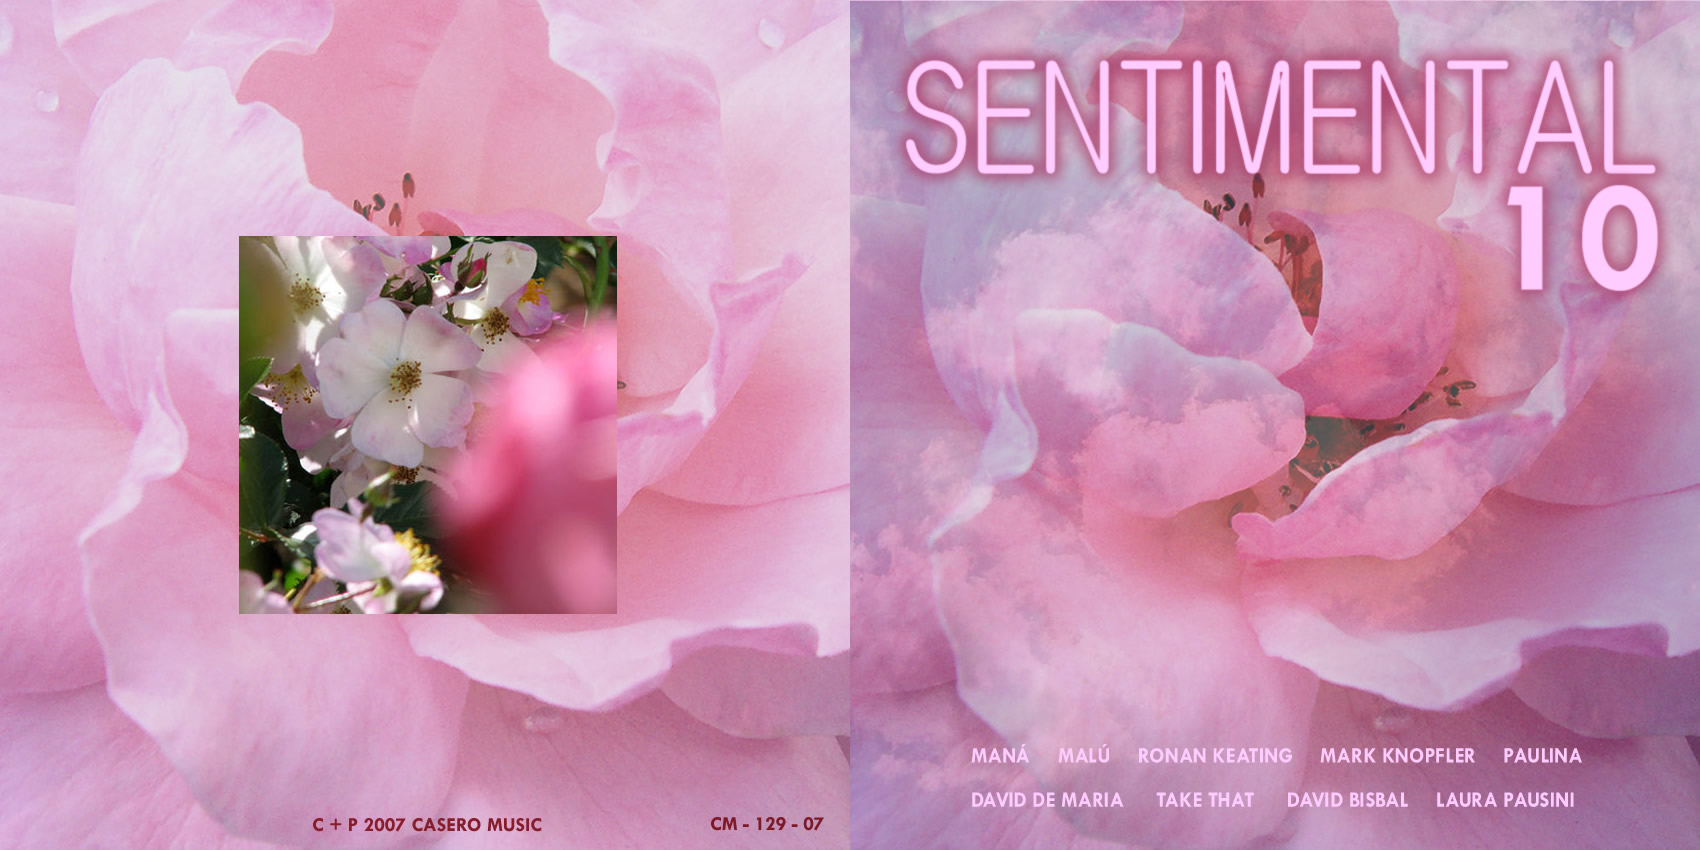 SENTIMENTAL
10
MANÁ MALÚ RONAN KEATING MARK KNOPFLER PAULINA
DAVID DE MARIA TAKE THAT DAVID BISBAL LAURA PAUSINI
C + P 2007 CASERO MUSIC
CM - 129 - 07